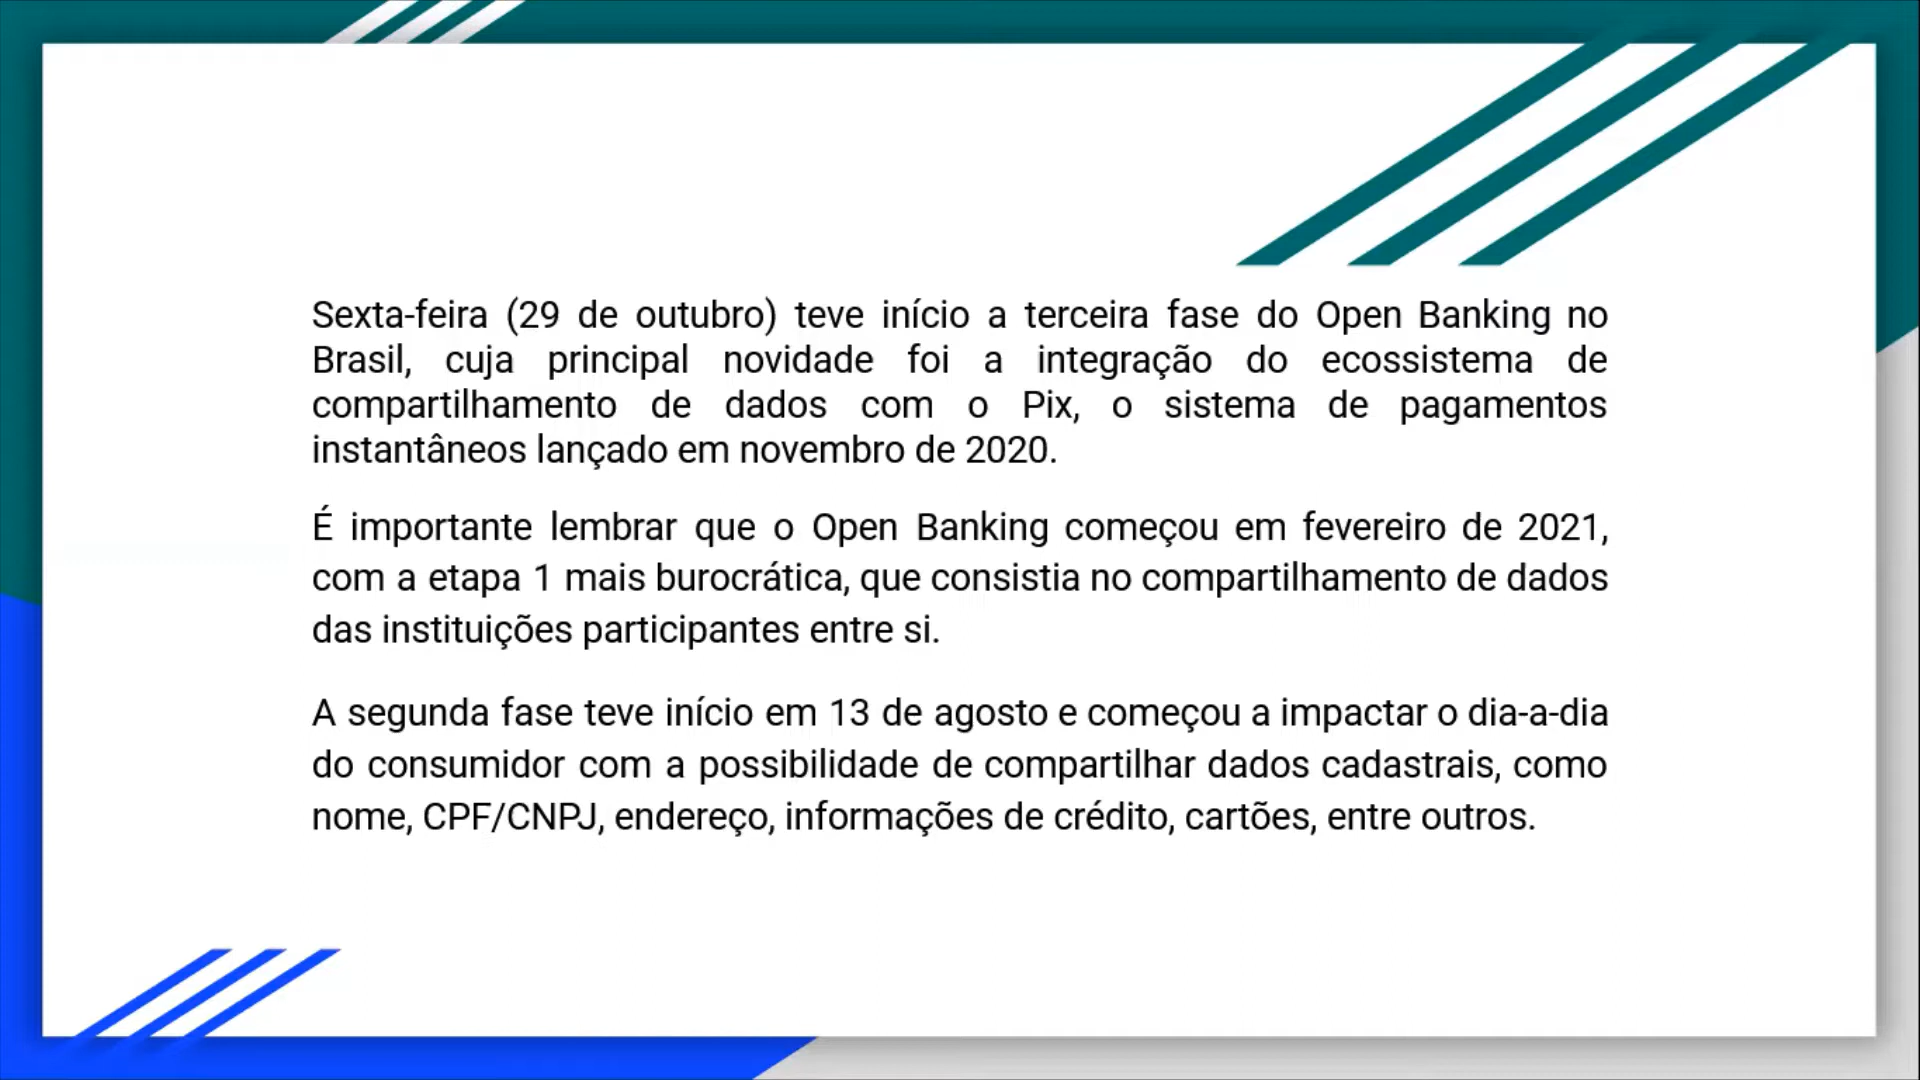 Sexta-feira (29 de outubro) teve início a terceira fase do Open Banking no
Brasil, cuja principal novidade foi a integração do ecossistema de
compartilhamento de dados com o Pix, o sistema de pagamentos
instantâneos lançado em novembro de 2020.
É importante lembrar que o Open Banking começou em fevereiro de 2021,
com a etapa 1 mais burocrática, que consistia no compartilhamento de dados
das instituições participantes entre si.
A segunda fase teve início em 13 de agosto e começou a impactar o dia-a-dia
do consumidor com a possibilidade de compartilhar dados cadastrais, como
nome, CPF/CNPJ, endereço, informações de crédito, cartões, entre outros.